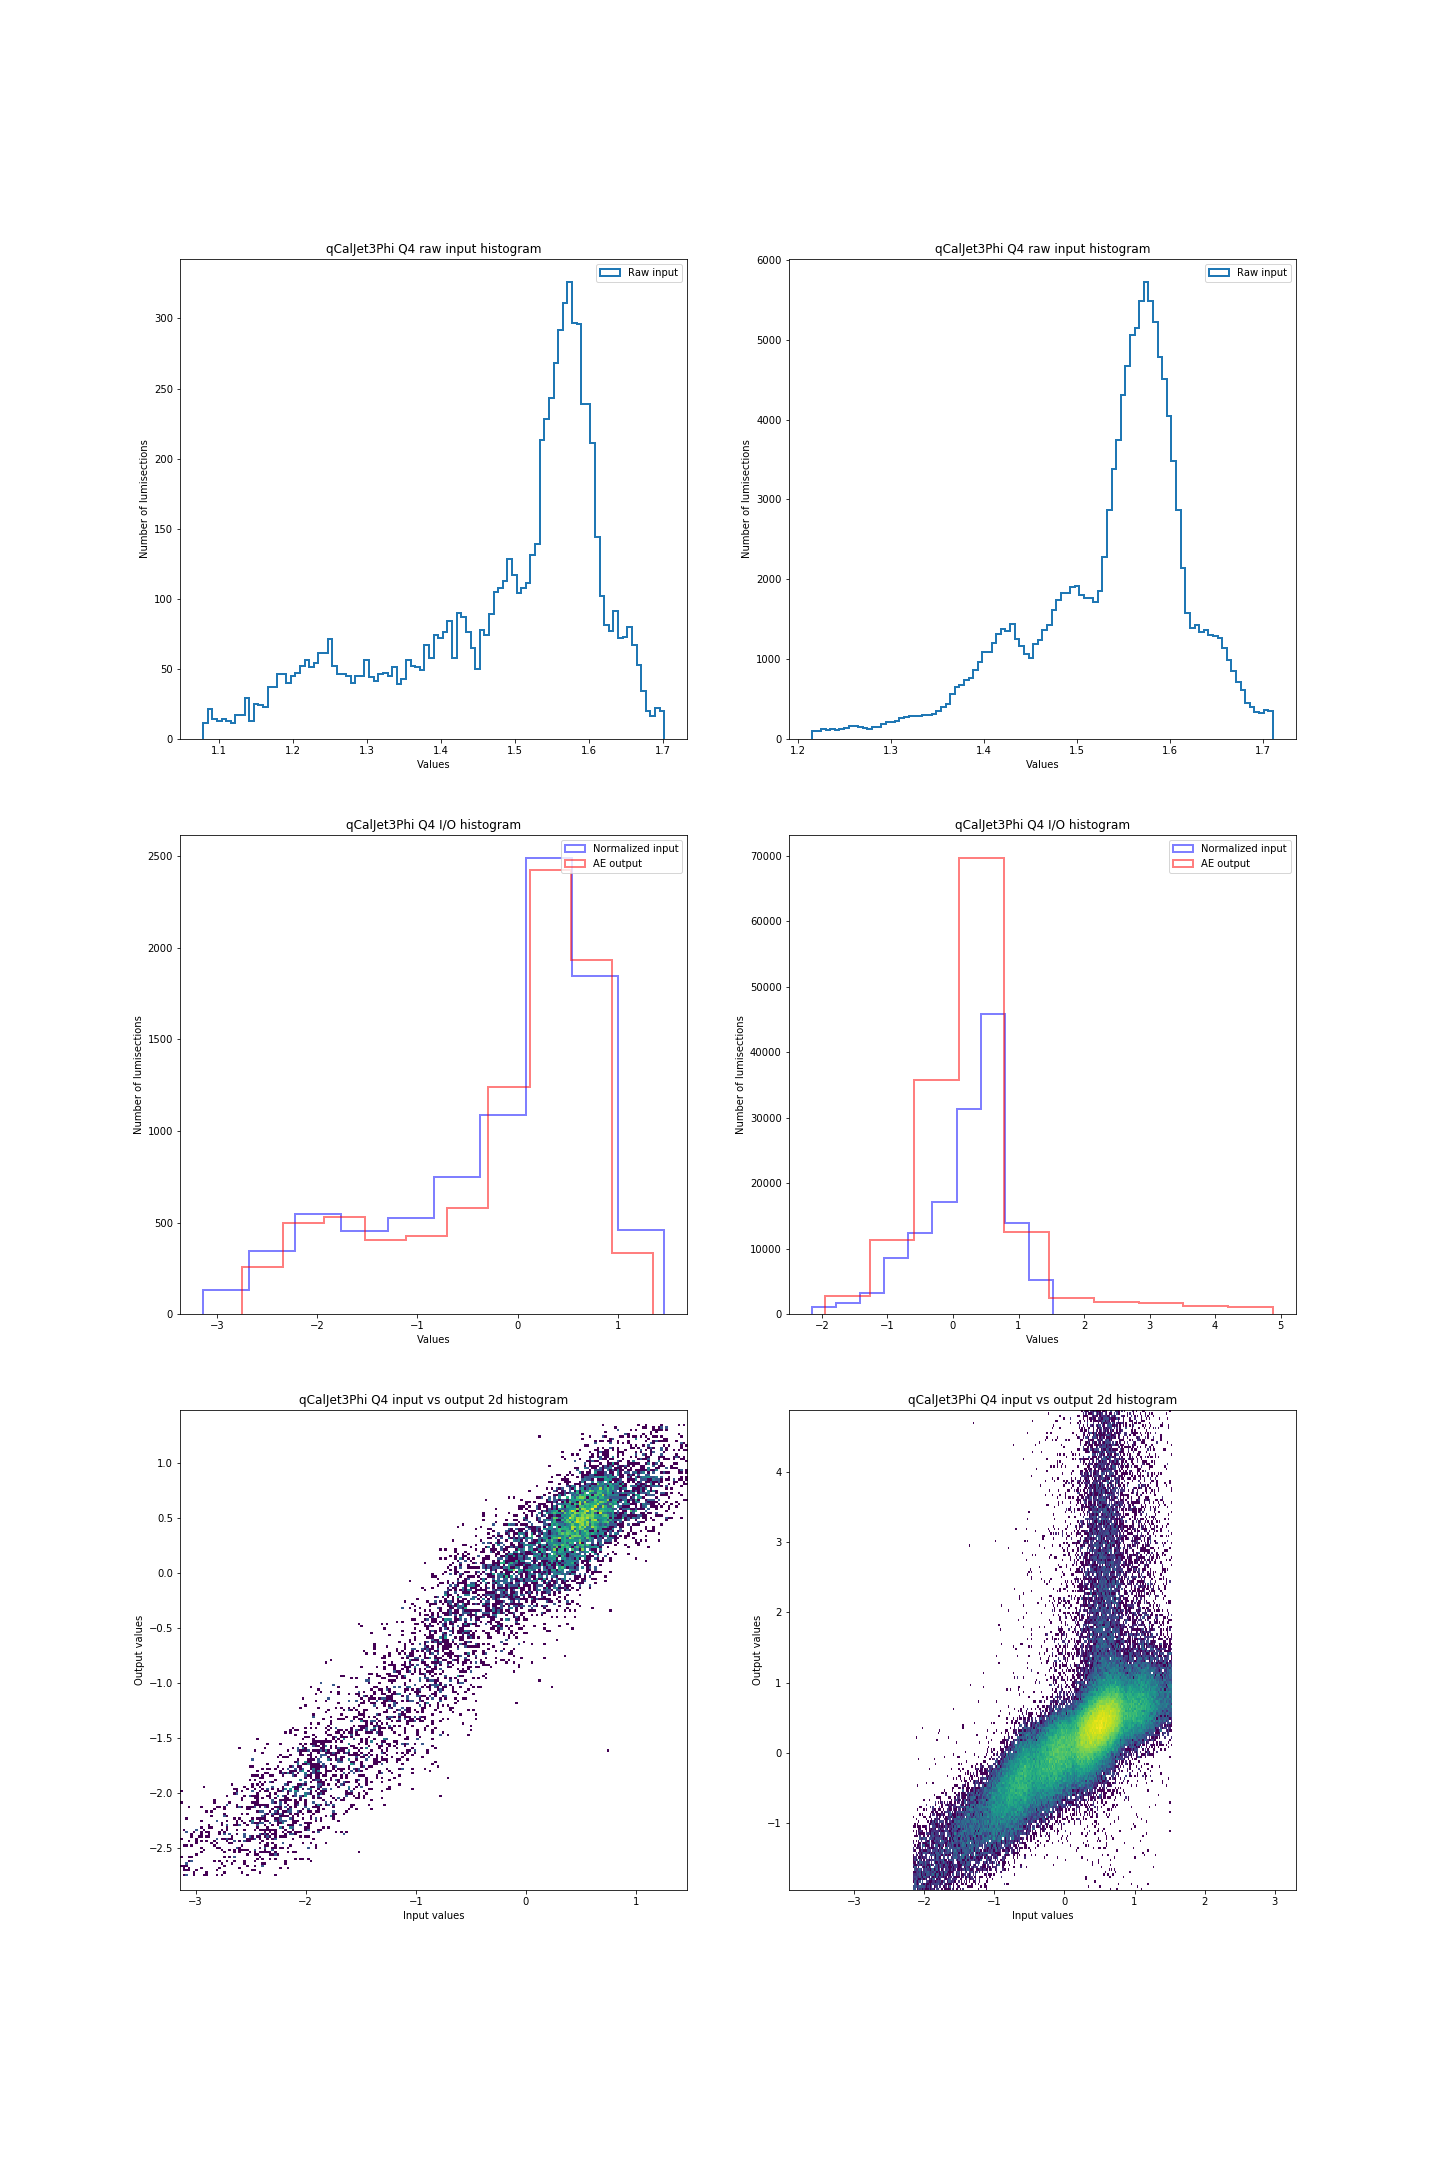 qCalJet3Phi Q4 raw input histogram
Raw input
Number of lumisections
300
250
200
150
100
50
0
1.1 1.2 1.3 1.4 1.5 1.6 1.7
Values
qCalJet3Phi Q4 raw input histogram
Raw input
Number of lumisections
6000
5000
4000
3000
2000
1000
0
1.2 1.3 1.4 1.5 1.6 1.7
Values
qCalJet3Phi Q4 I/O histogram
Normalized input
AE output
Number of lumisections
2500
2000
1500
1000
500
0
−3 −2 −1 0 1
Values
qCalJet3Phi Q4 I/O histogram
Normalized input
AE output
Number of lumisections
70000
60000
50000
40000
30000
20000
10000
0
−2 −1 0 1 2 3 4 5
Values
qCalJet3Phi Q4 input vs output 2d histogram
Output values
1.0
0.5
0.0
−0.5
−1.0
−1.5
−2.0
−2.5
−3 −2 −1 0 1
Input values
qCalJet3Phi Q4 input vs output 2d histogram
Output values
4
3
2
1
0
−1
−3 −2 −1 0 1 2 3
Input values